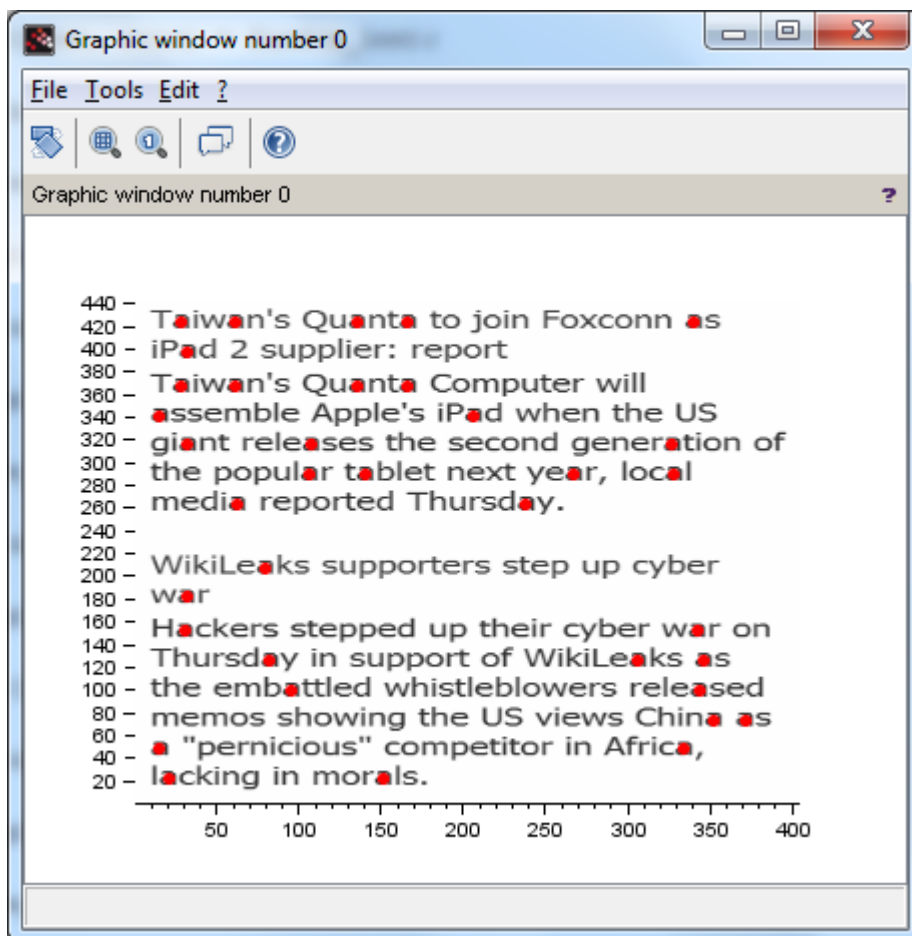 Graphic window number 0
File Tools Edit ?
Graphic window number 0 ?
440
420
400
380
360
340
320
300
280
260
240
220
200
180
160
140
120
100
80
60
40
20
Taiwan's Quanta to join Foxconn as
iPad 2 supplier: report
Taiwan's Quanta Computer will
assemble Apple's iPad when the US
giant releases the second generation of
the popular tablet next year, local
media reported Thursday.
WikiLeaks supporters step up cyber
war
Hackers stepped up their cyber war on
Thursday in support of WikiLeaks as
the embattled whistleblowers released
memos showing the US views China as
a "pernicious" competitor in Africa,
lacking in morals.
50 100 150 200 250 300 350 400